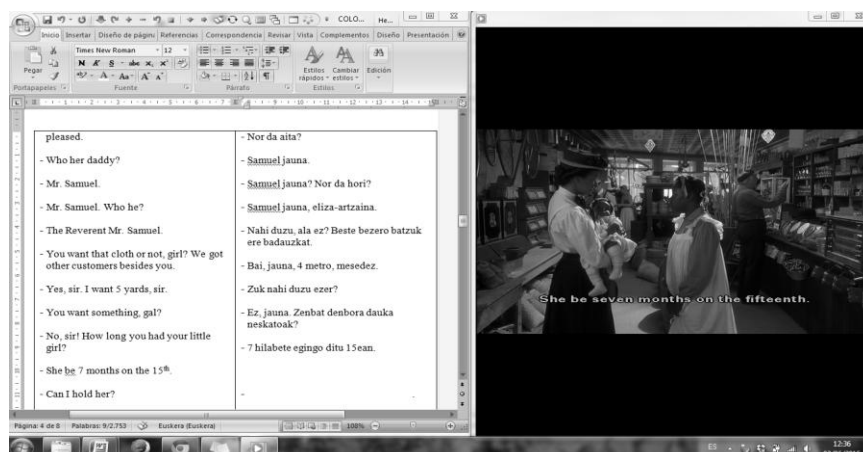 COLO...
He...
Inicio Insertar Diseño de página Referencias Correspondencia Revisar Vista Complementos Diseño Presentación
Times New Roman 12
Pegar
N K S abc x, x² Aa
Estilos rápidos Cambiar estilos Edición
Portapapeles Fuente Párrafo Estilos
pleased.
- Who her daddy?
- Mr. Samuel.
- Mr. Samuel. Who he?
- The Reverent Mr. Samuel.
- You want that cloth or not, girl? We got
other customers besides you.
- Yes, sir. I want 5 yards, sir.
- You want something, gal?
- No, sir! How long you had your little
girl?
- She be 7 months on the 15th.
- Can I hold her?
- Nor da aita?
- Samuel jauna.
- Samuel jauna? Nor da hori?
- Samuel jauna, eliza-artzaina.
- Nahi duzu, ala ez? Beste bezero batzuk
ere badauzkat.
- Bai, jauna, 4 metro, mesedez.
- Zuk nahi duzu ezer?
- Ez, jauna. Zenbat denbora dauka
neskatoak?
- 7 hilabete egingo ditu 15ean.
-
She be seven months on the fifteenth.
Página: 4 de 8 Palabras: 9/2.753 Euskera (Euskera) 100%
ES 12:36